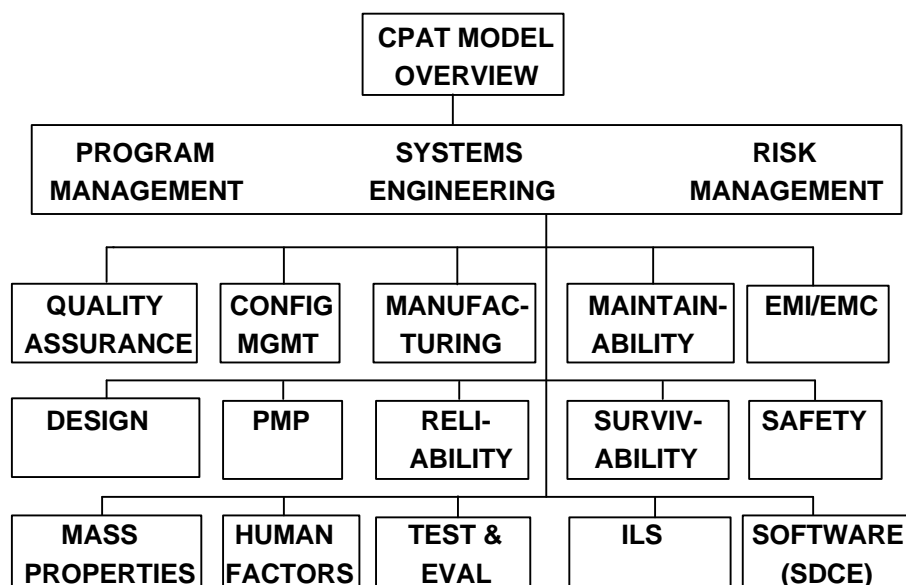 CPAT MODEL
OVERVIEW
PROGRAM MANAGEMENT
SYSTEMS ENGINEERING
RISK MANAGEMENT
QUALITY
ASSURANCE
CONFIG
MGMT
MANUFAC-
TURING
MAINTAIN-
ABILITY
EMI/EMC
DESIGN
PMP
RELI-
ABILITY
SURVIV-
ABILITY
SAFETY
MASS
PROPERTIES
HUMAN
FACTORS
TEST &
EVAL
ILS
SOFTWARE
(SDCE)